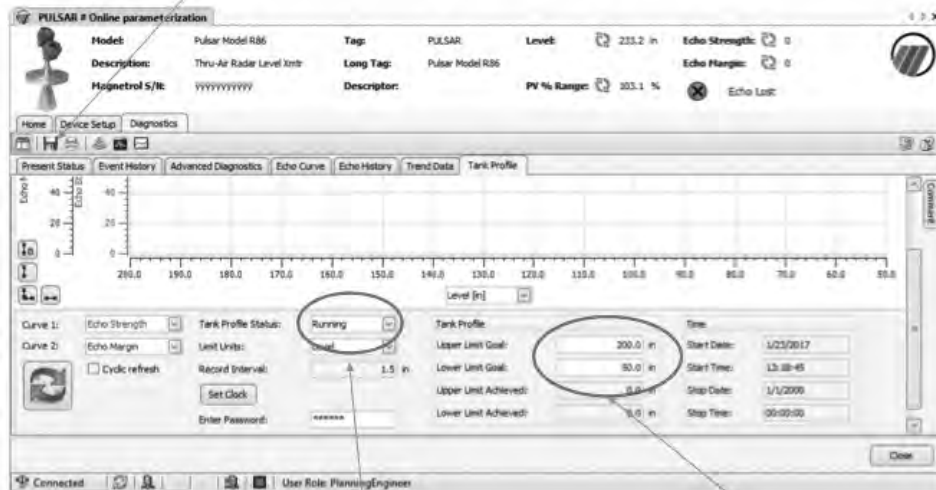 PULSAR # Online parameterization
Model: Pulsar Model R86 Tag: PULSAR Level: 233.2 in Echo Strength: 0
Description: Thru-Air Radar Level Xmtr Long Tag: Pulsar Model R86 Echo Margin: 0
Magnetrol S/N: yyyyyyyyyyy Descriptor: PV % Range: 103.1 % Echo Lost
Home Device Setup Diagnostics
Present Status Event History Advanced Diagnostics Echo Curve Echo History Trend Data Tank Profile
Comment
40 40
20 20
0 0
190.0 180.0 170.0 160.0 150.0 140.0 130.0 120.0 110.0 100.0 90.0 80.0 70.0 60.0 50.0
Level [in]
Curve 1: Echo Strength Tank Profile Status: Running Tank Profile Time
Curve 2: Echo Margin Limit Units: Level Upper Limit Goal: 200.0 in Start Date: 1/23/2017
Cyclic refresh Record Interval: 1.5 in Lower Limit Goal: 50.0 in Start Time: 13:38:45
Set Clock Upper Limit Achieved: 0.0 in Stop Date: 1/1/2000
Enter Password: ****** Lower Limit Achieved: 0.0 in Stop Time: 00:00:00
Close
Connected User Role: PlanningEngineer